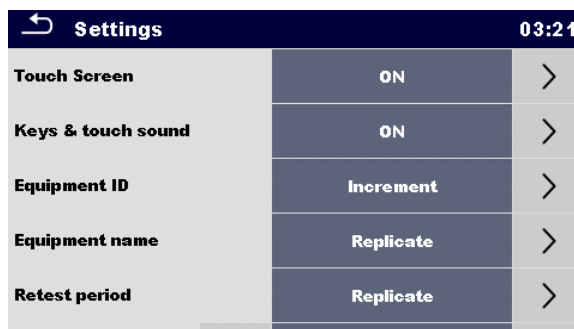 Settings 03:21
Touch Screen ON
Keys & touch sound ON
Equipment ID Increment
Equipment name Replicate
Retest period Replicate